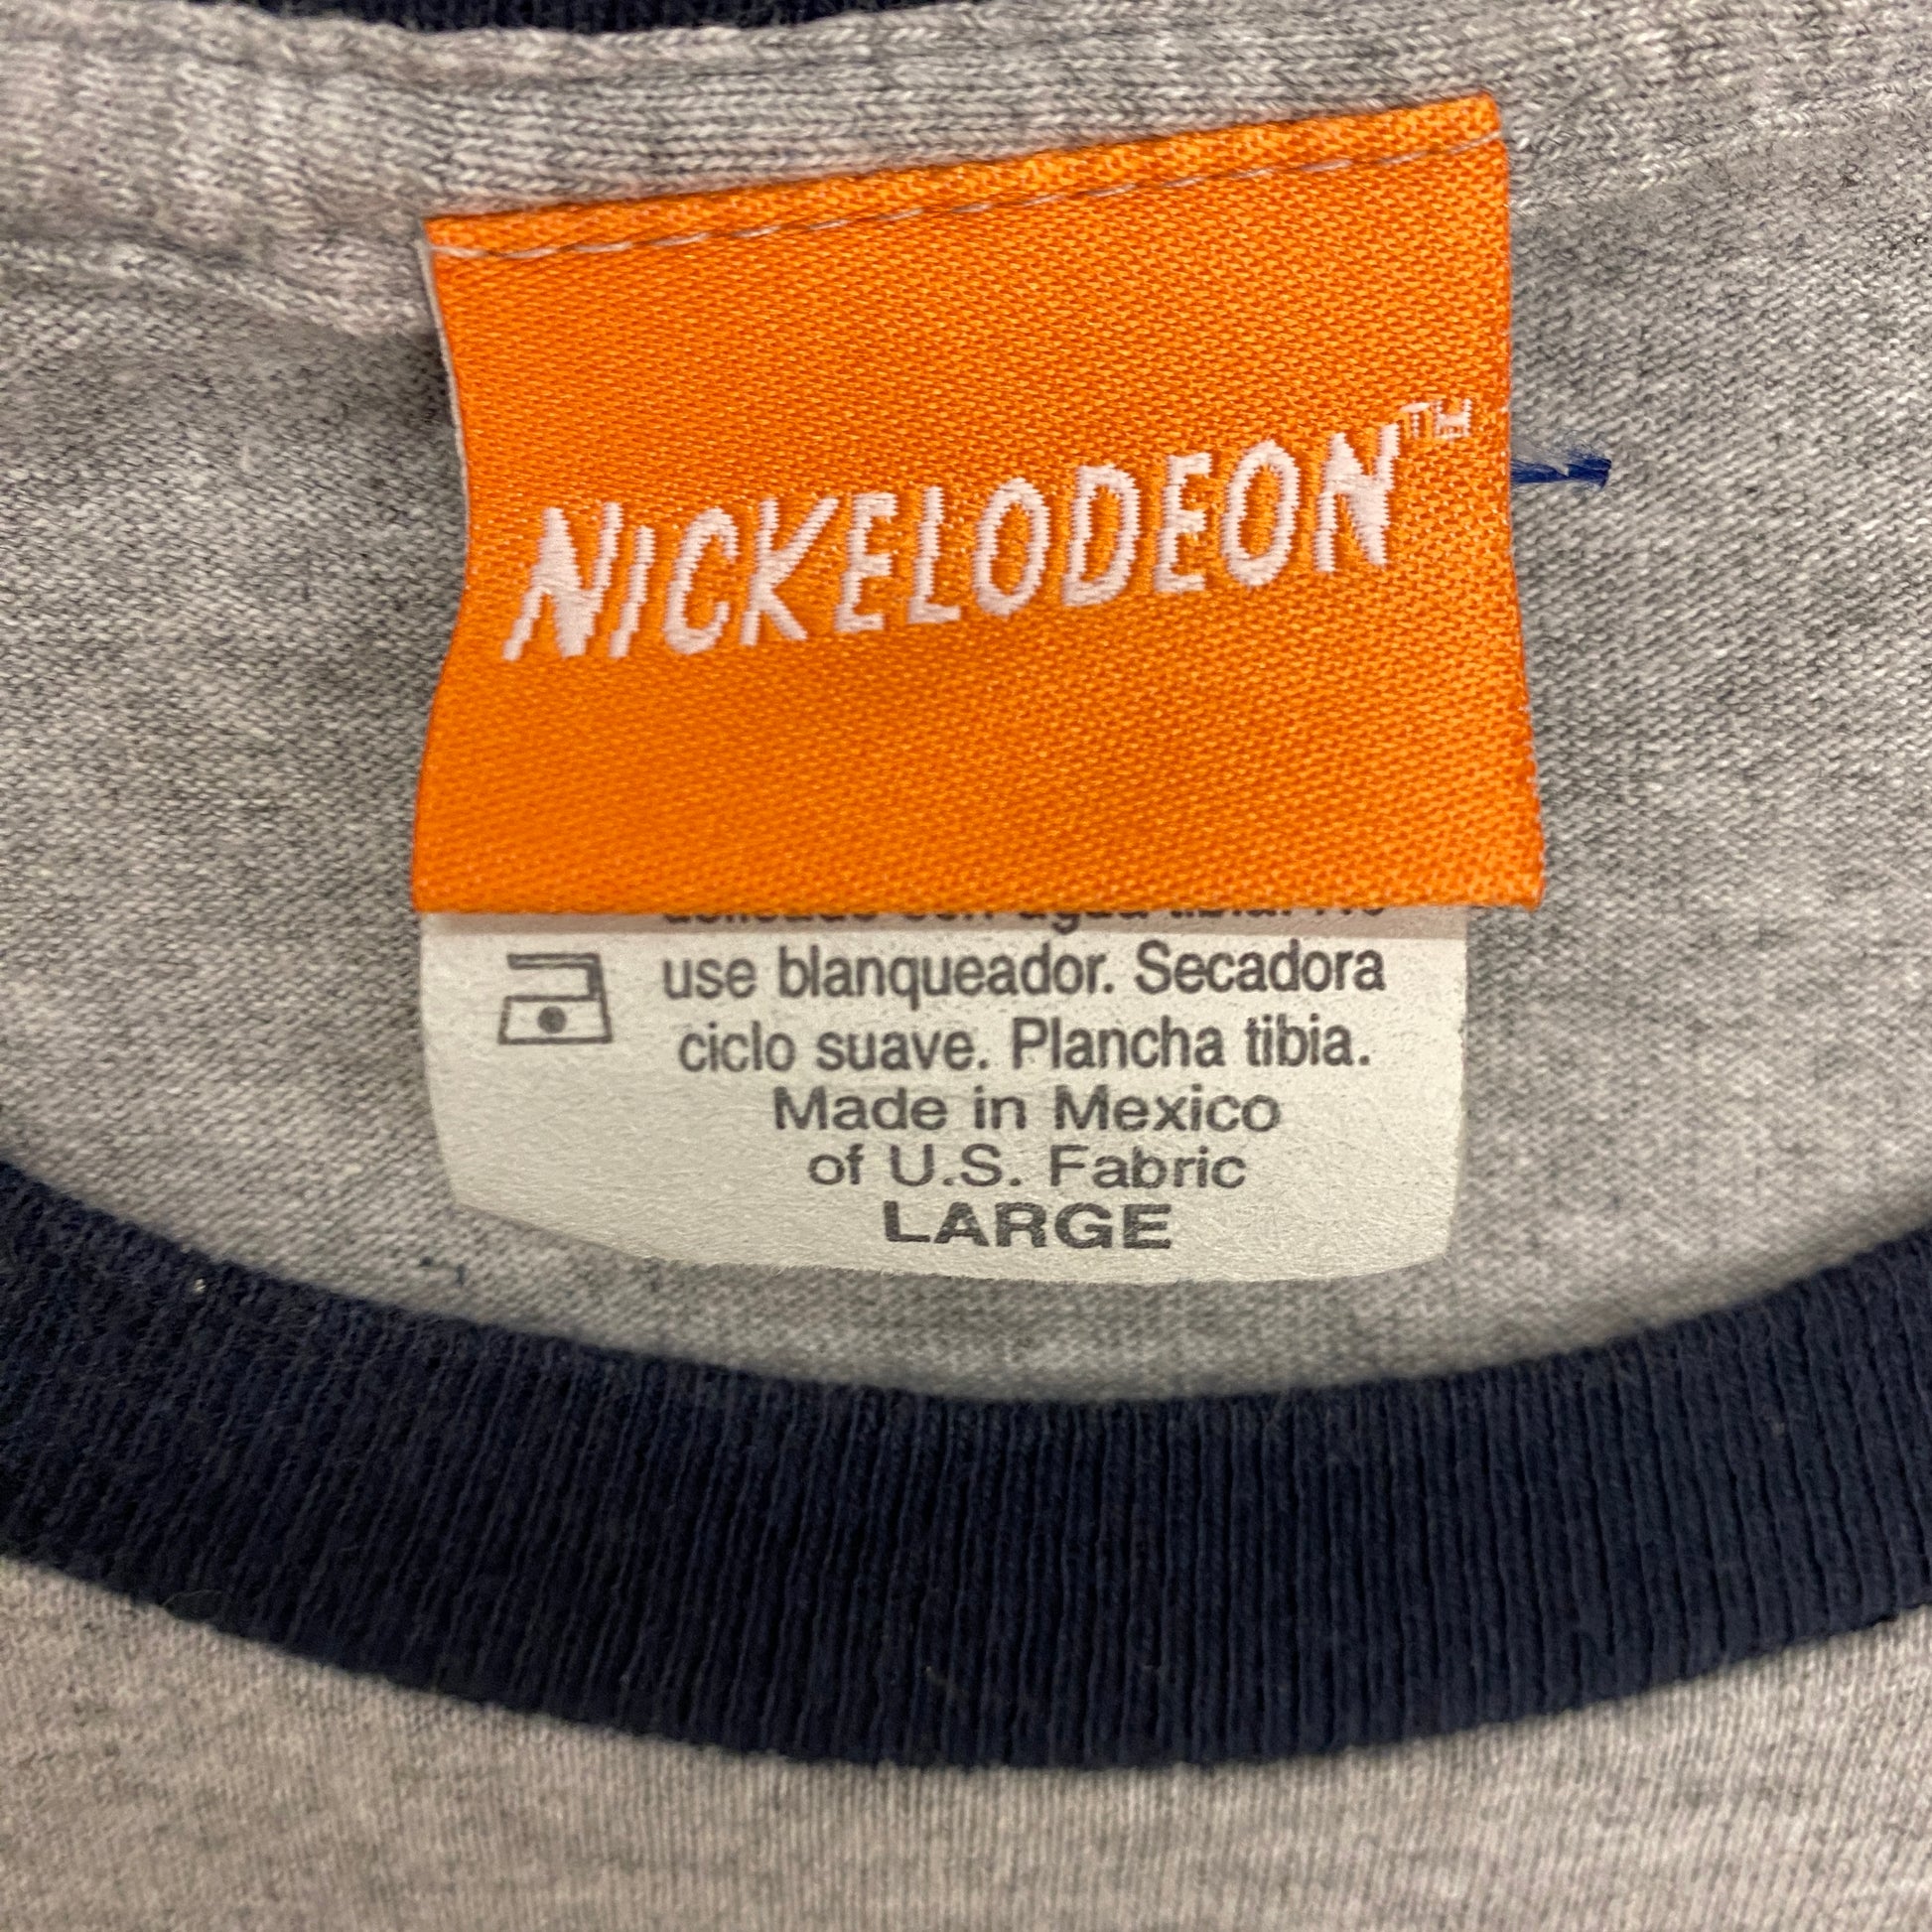 NICKELODEON™
use blanqueador. Secadora
ciclo suave. Plancha tibia.
Made in Mexico
of U.S. Fabric
LARGE